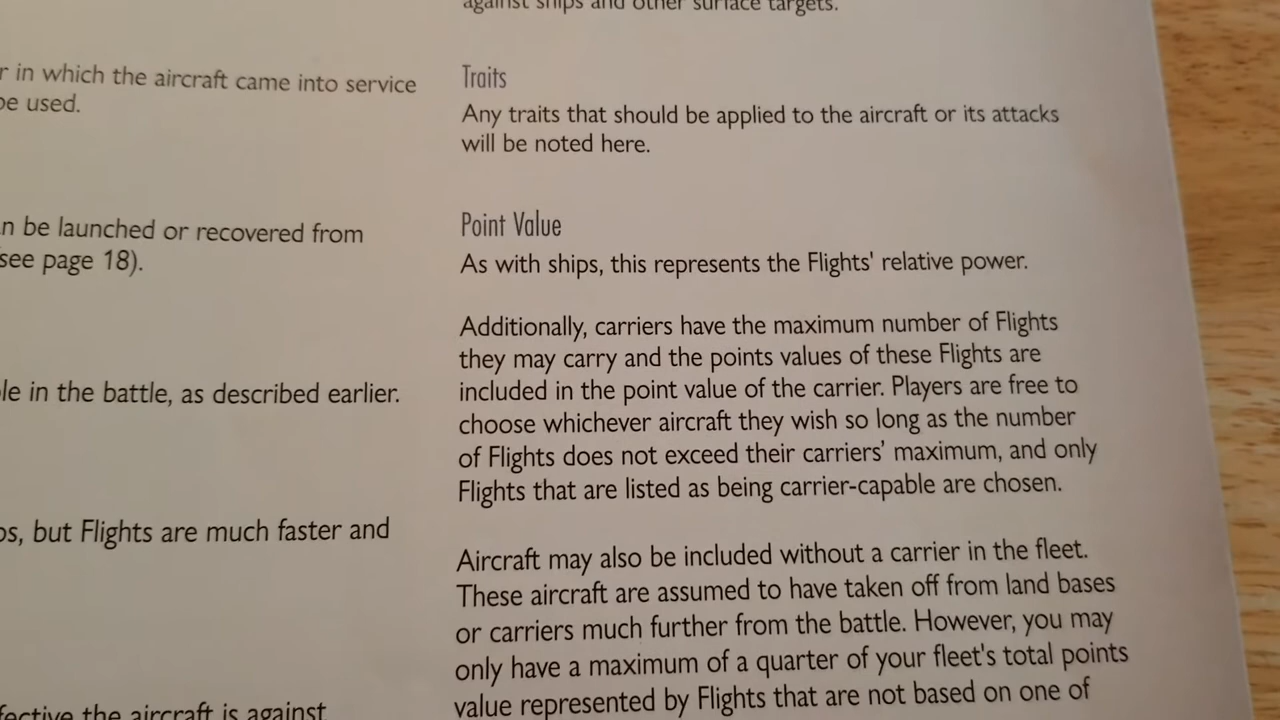 r in which the aircraft came into service
be used.
n be launched or recovered from
see page 18).
le in the battle, as described earlier.
os, but Flights are much faster and
fective the aircraft is against
against ships and other surface targets.
Traits
Any traits that should be applied to the aircraft or its attacks
will be noted here.
Point Value
As with ships, this represents the Flights' relative power.
Additionally, carriers have the maximum number of Flights
they may carry and the points values of these Flights are
included in the point value of the carrier. Players are free to
choose whichever aircraft they wish so long as the number
of Flights does not exceed their carriers’ maximum, and only
Flights that are listed as being carrier-capable are chosen.
Aircraft may also be included without a carrier in the fleet.
These aircraft are assumed to have taken off from land bases
or carriers much further from the battle. However, you may
only have a maximum of a quarter of your fleet's total points
value represented by Flights that are not based on one of